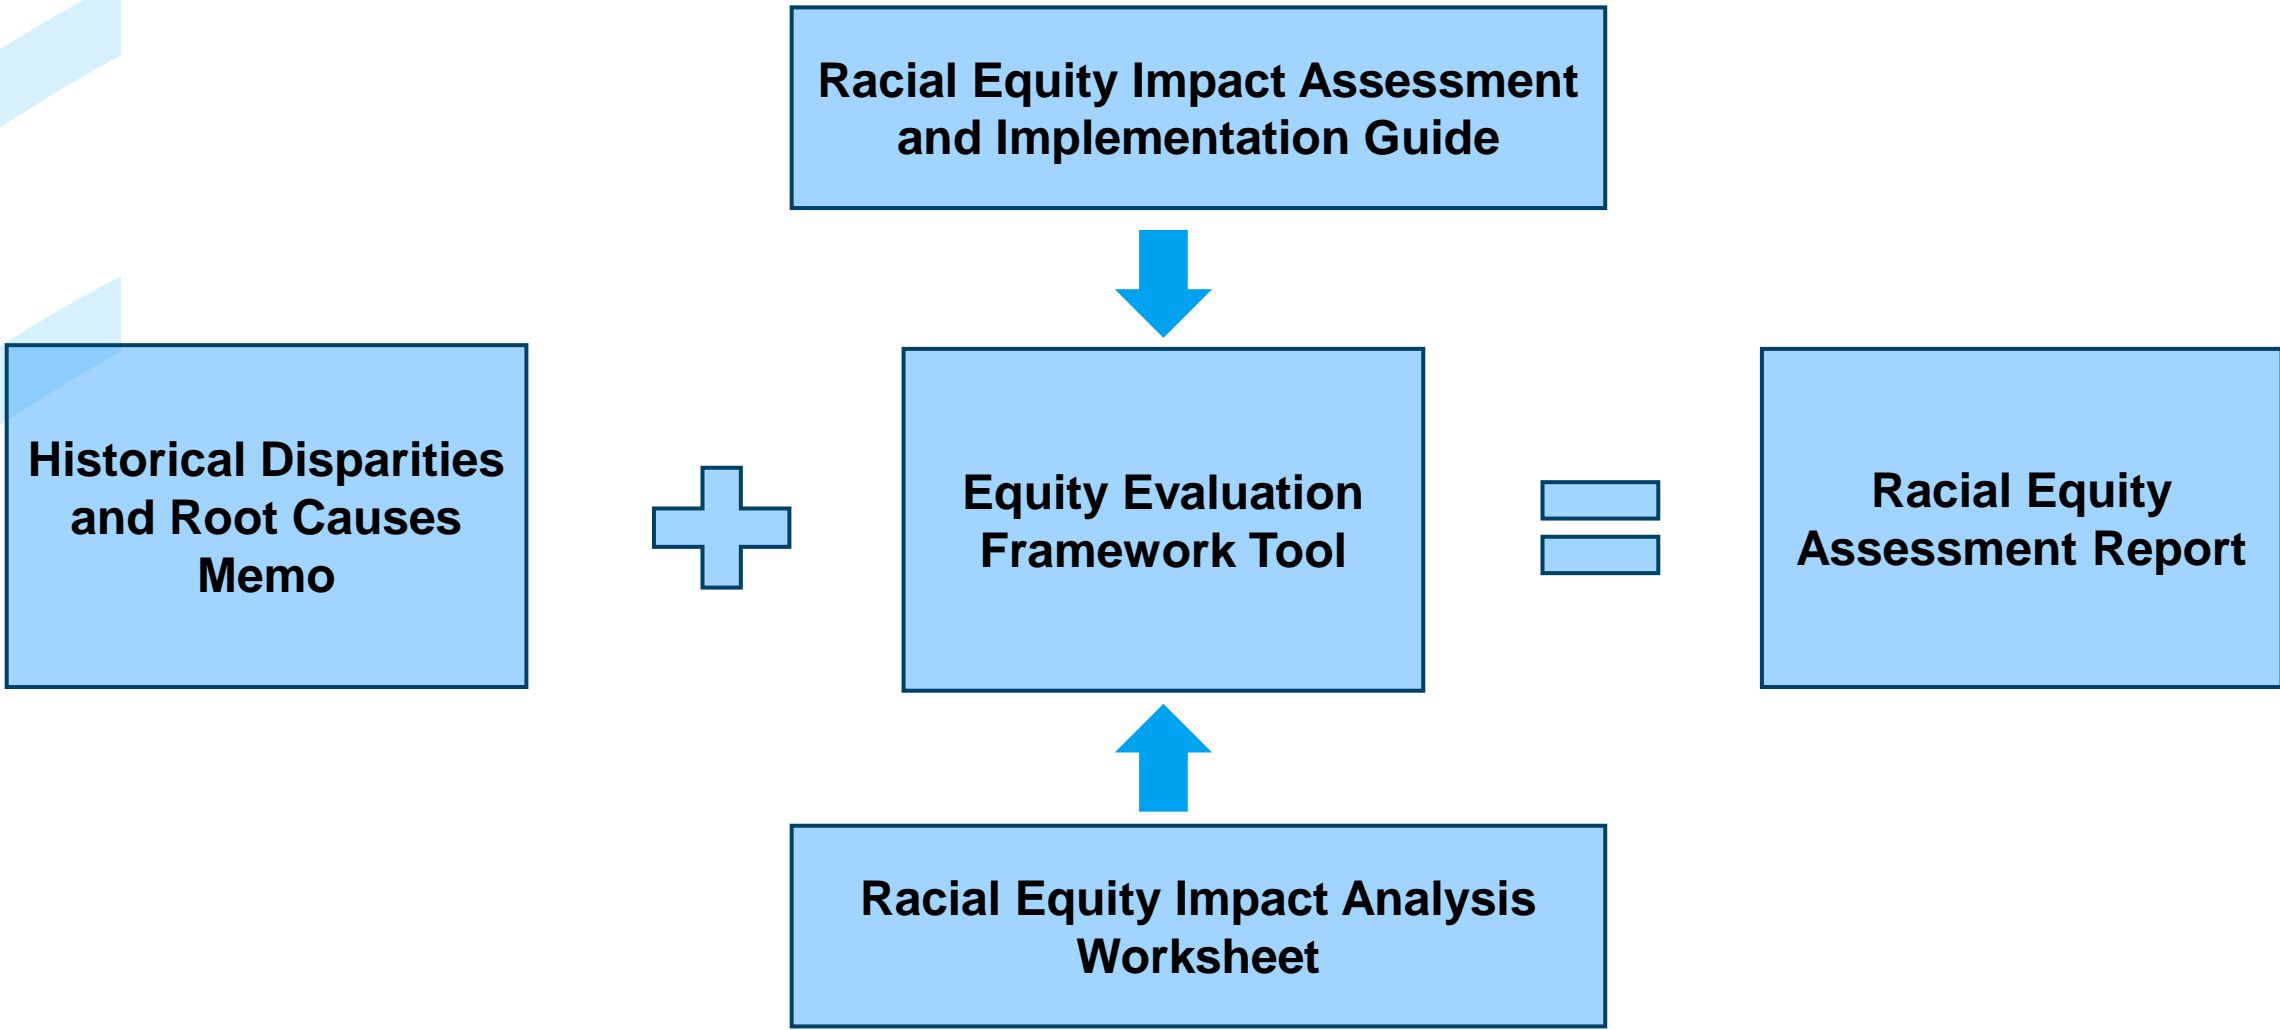 Racial Equity Impact Assessment
and Implementation Guide
Historical Disparities
and Root Causes
Memo
Equity Evaluation
Framework Tool
Racial Equity
Assessment Report
Racial Equity Impact Analysis
Worksheet